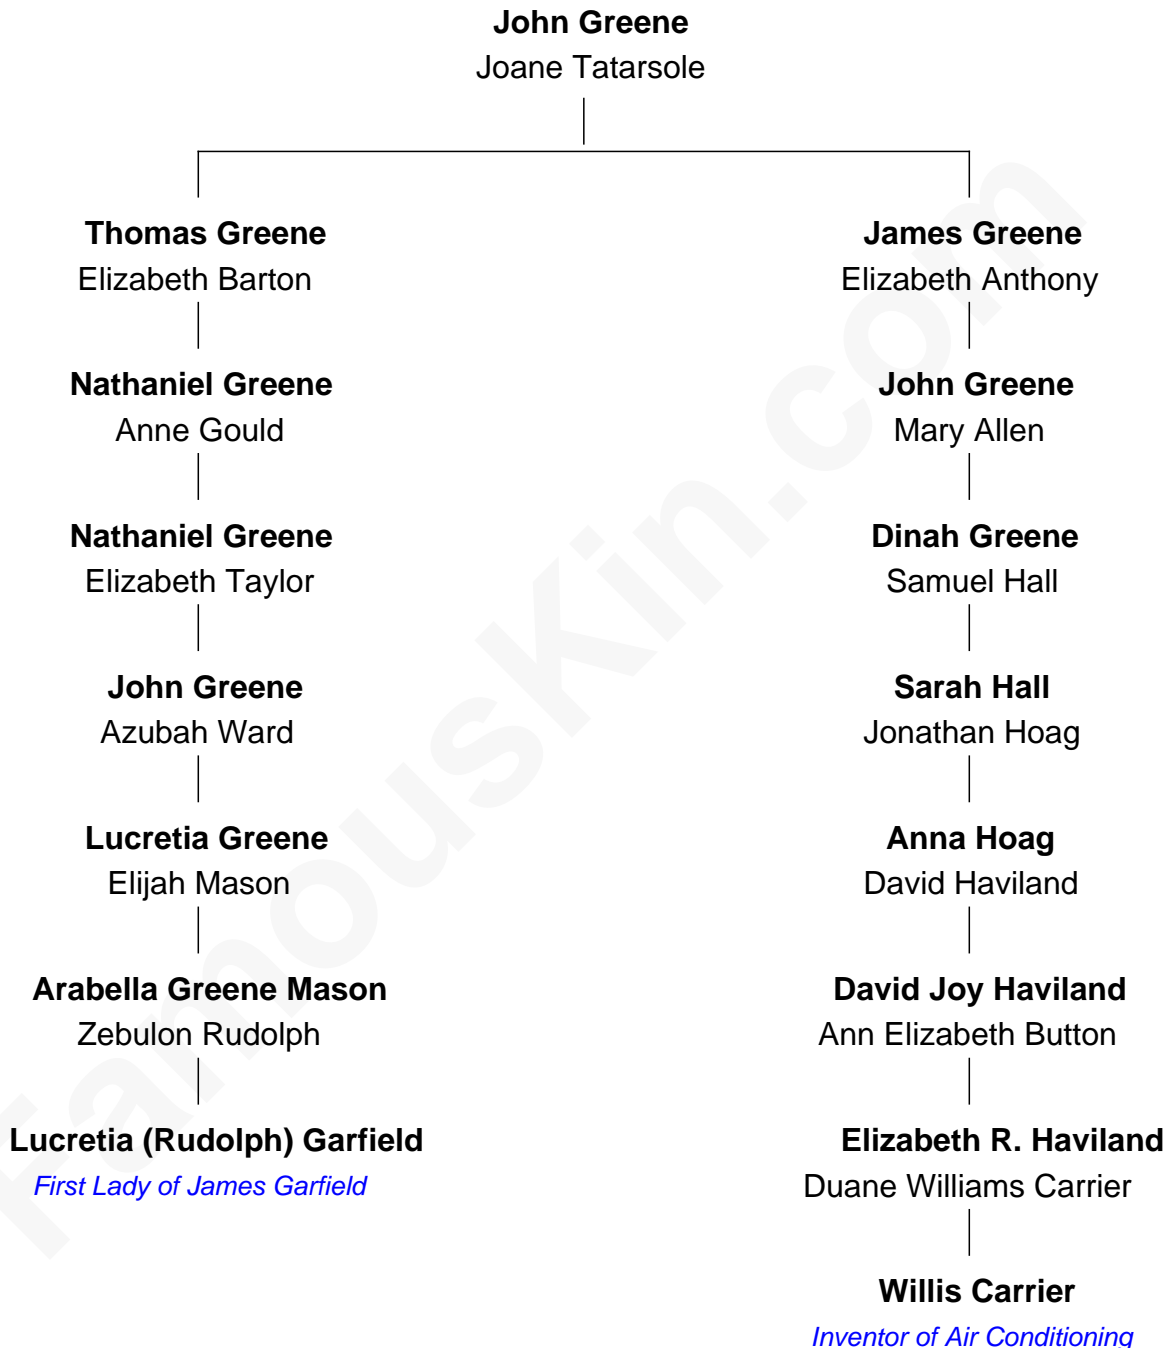 John Greene
Joane Tatarsole
Thomas Greene
Elizabeth Barton
James Greene
Elizabeth Anthony
Nathaniel Greene
Anne Gould
John Greene
Mary Allen
Nathaniel Greene
Elizabeth Taylor
Dinah Greene
Samuel Hall
John Greene
Azubah Ward
Sarah Hall
Jonathan Hoag
Lucretia Greene
Elijah Mason
Anna Hoag
David Haviland
Arabella Greene Mason
Zebulon Rudolph
David Joy Haviland
Ann Elizabeth Button
Lucretia (Rudolph) Garfield
First Lady of James Garfield
Elizabeth R. Haviland
Duane Williams Carrier
Willis Carrier
Inventor of Air Conditioning
FamousKin.com